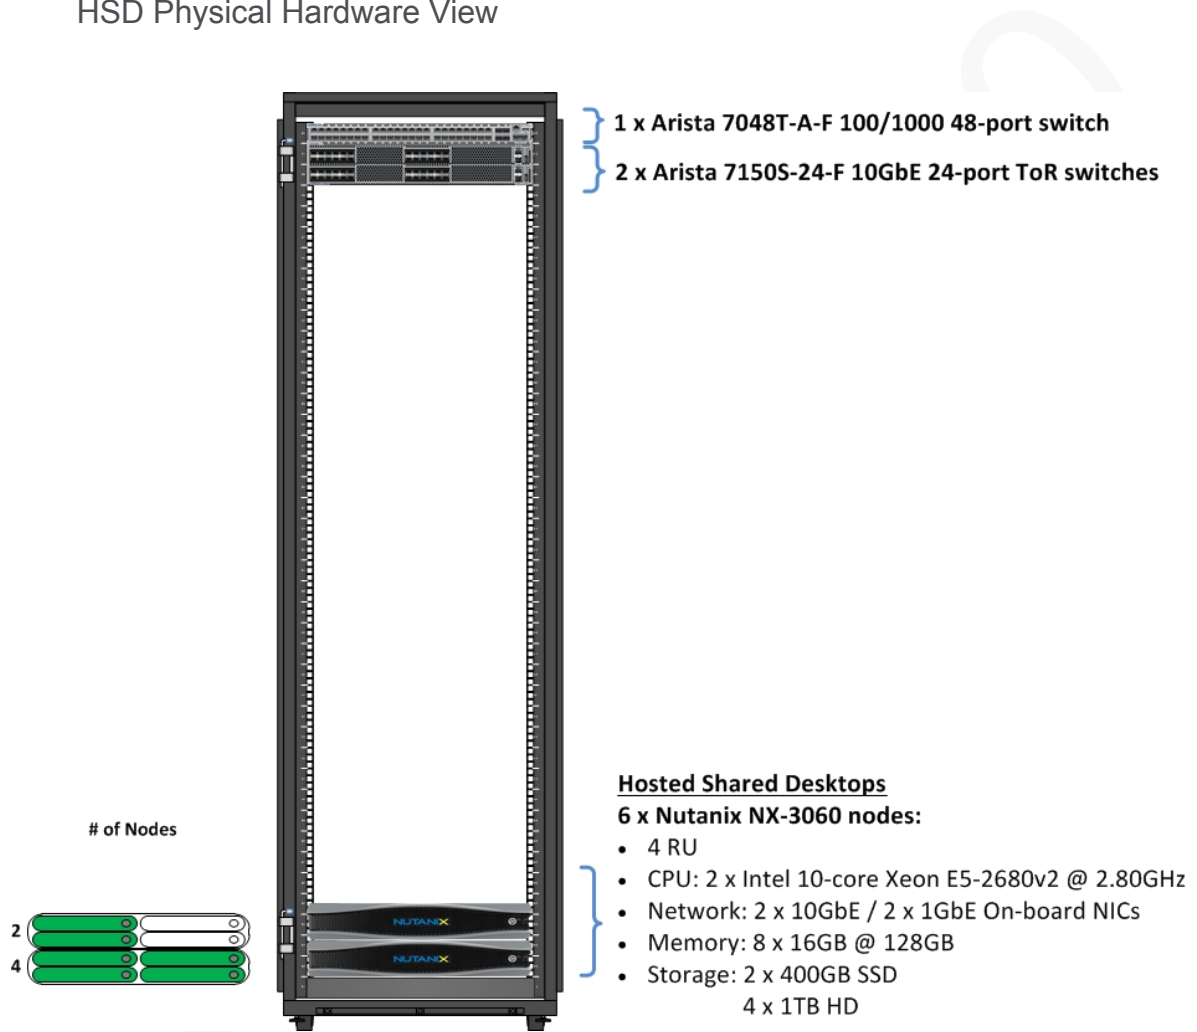 HSD Physical Hardware View
1 x Arista 7048T-A-F 100/1000 48-port switch
2 x Arista 7150S-24-F 10GbE 24-port ToR switches
Hosted Shared Desktops
6 x Nutanix NX-3060 nodes:
• 4 RU
• CPU: 2 x Intel 10-core Xeon E5-2680v2 @ 2.80GHz
• Network: 2 x 10GbE / 2 x 1GbE On-board NICs
• Memory: 8 x 16GB @ 128GB
• Storage: 2 x 400GB SSD
4 x 1TB HD
# of Nodes
2
4
NUTANIX
NUTANIX